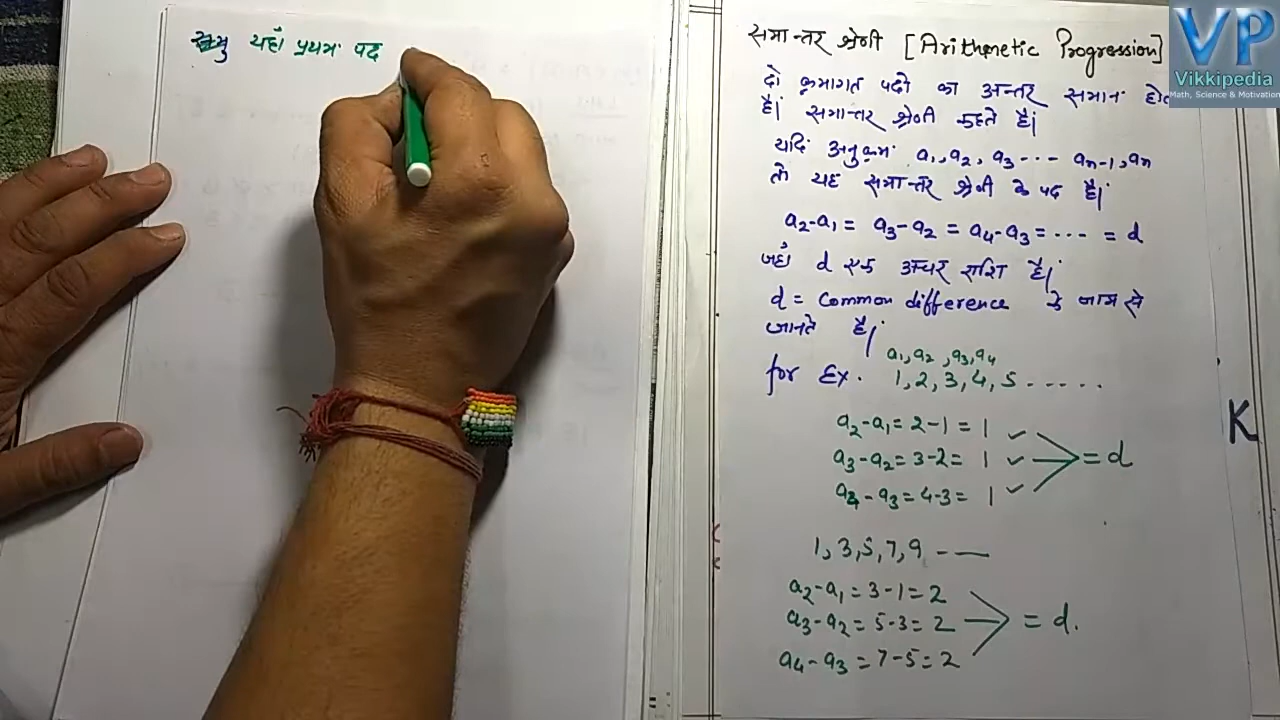 यहाँ प्रथम पद
समान्तर श्रेणी [Arithmetic Progression]
दो क्रमागत पदो का अन्तर समान होत
है। समान्तर श्रेणी कहते है।
यदि अनुक्रम a₁,a₂, a₃ --- aₙ₋₁,aₙ
तो यह समान्तर श्रेणी के पद है।
a₂-a₁ = a₃-a₂ = a₄-a₃ = --- = d
जहाँ d एक अचर राशि है।
d = Common difference के नाम से
जानते है।
a₁,a₂,a₃,a₄
for Ex. 1,2,3,4,5-----
a₂-a₁=2-1=1 ✓
a₃-a₂=3-2=1 ✓ =d
a₄-a₃=4-3=1 ✓
K
1,3,5,7,9 ---
a₂-a₁=3-1=2
a₃-a₂=5-3=2 = d.
a₄-a₃=7-5=2
VP
Vikkipedia
Math, Science & Motivation